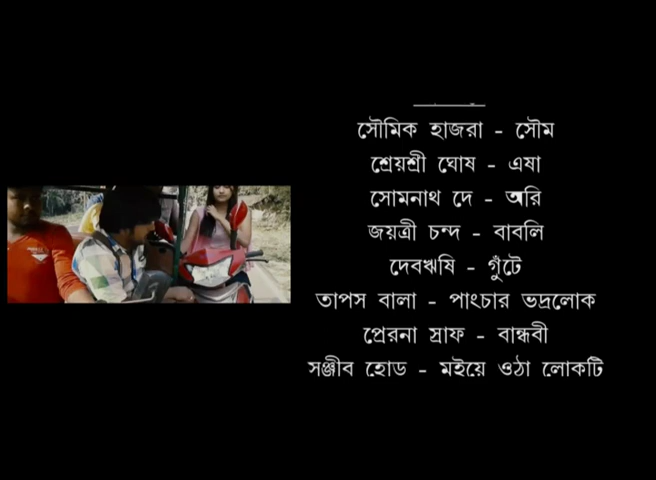 সৌমিক হাজরা - সৌম
শ্রেয়শ্রী ঘোষ - এষা
সোমনাথ দে - অরি
জয়ত্রী চন্দ - বাবলি
দেবঋষি - গুঁটে
তাপস বালা - পাংচার ভদ্রলোক
প্রেরনা স্রাফ - বান্ধবী
সঞ্জীব হোড - মইয়ে ওঠা লোকটি